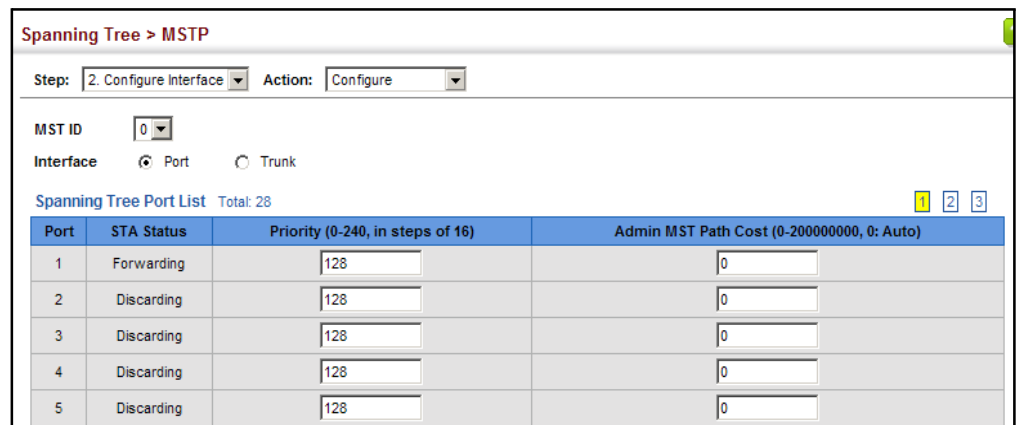 Spanning Tree > MSTP
Step: 2. Configure Interface Action: Configure
MST ID 0
Interface Port Trunk
Spanning Tree Port List Total: 28 1 2 3
Port STA Status Priority (0-240, in steps of 16) Admin MST Path Cost (0-200000000, 0: Auto)
1 Forwarding 128 0
2 Discarding 128 0
3 Discarding 128 0
4 Discarding 128 0
5 Discarding 128 0